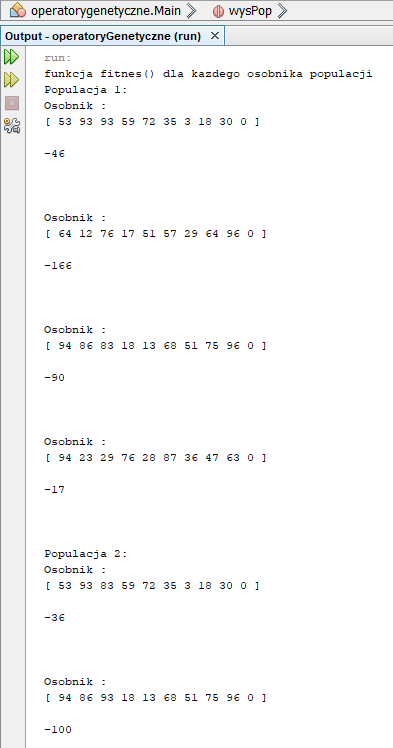 operatorygenetyczne.Main wysPop
Output - operatoryGenetyczne (run) ×
run:
funkcja fitnes() dla kazdego osobnika populacji
Populacja 1:
Osobnik :
[ 53 93 93 59 72 35 3 18 30 0 ]
-46
Osobnik :
[ 64 12 76 17 51 57 29 64 96 0 ]
-166
Osobnik :
[ 94 86 83 18 13 68 51 75 96 0 ]
-90
Osobnik :
[ 94 23 29 76 28 87 36 47 63 0 ]
-17
Populacja 2:
Osobnik :
[ 53 93 83 59 72 35 3 18 30 0 ]
-36
Osobnik :
[ 94 86 93 18 13 68 51 75 96 0 ]
-100